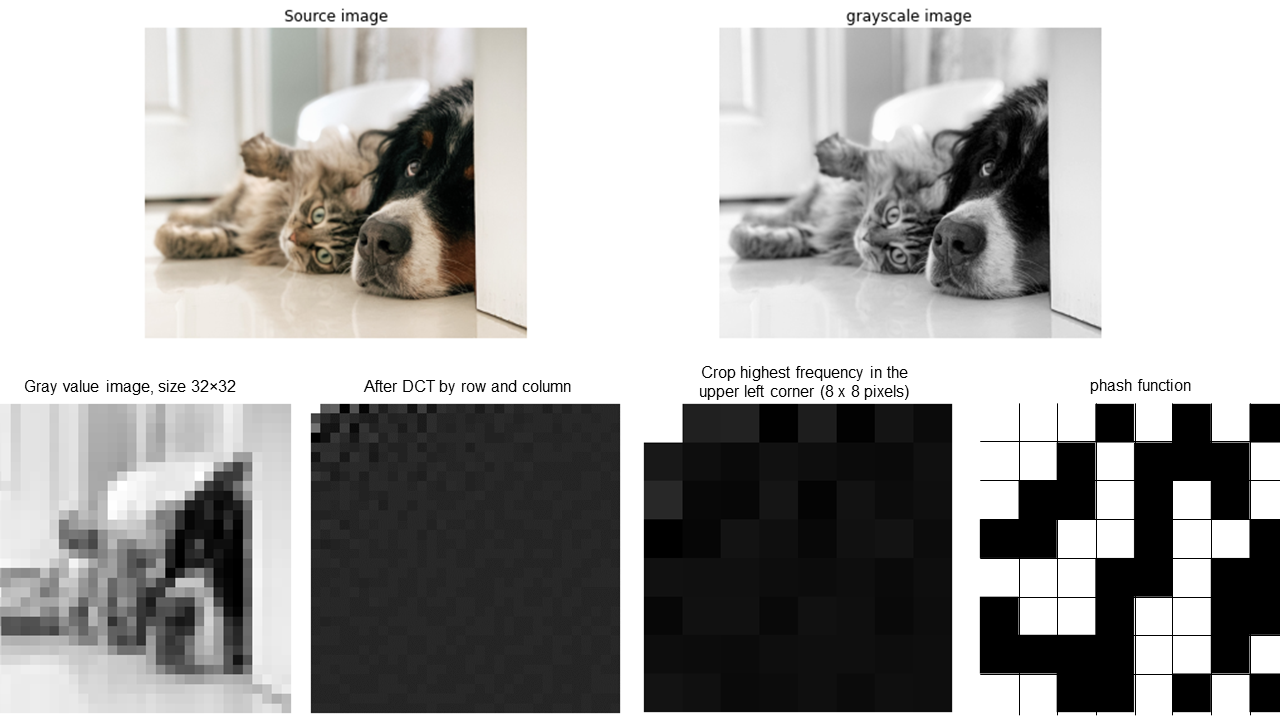 Source image
grayscale image
Gray value image, size 32×32
After DCT by row and column
Crop highest frequency in the
upper left corner (8 x 8 pixels)
phash function